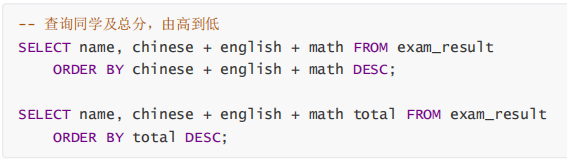 -- 查询同学及总分，由高到低
SELECT name, chinese + english + math FROM exam_result
ORDER BY chinese + english + math DESC;
SELECT name, chinese + english + math total FROM exam_result
ORDER BY total DESC;